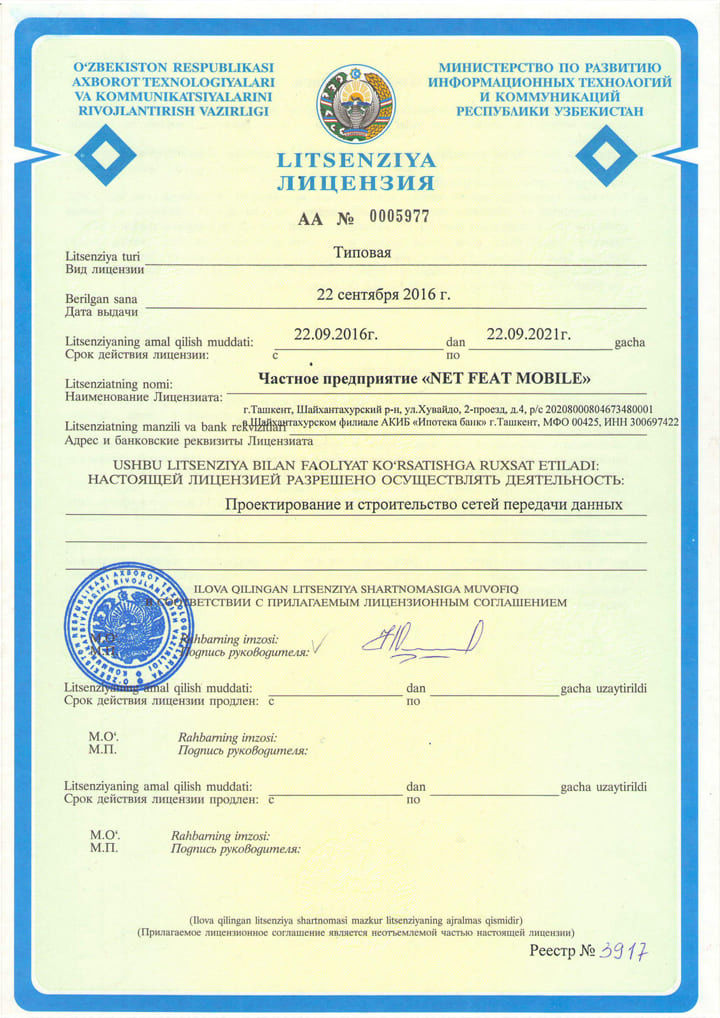 O‘ZBEKISTON RESPUBLIKASI
AXBOROT TEXNOLOGIYALARI
VA KOMMUNIKATSIYALARINI
RIVOJLANTIRISH VAZIRLIGI
МИНИСТЕРСТВО ПО РАЗВИТИЮ
ИНФОРМАЦИОННЫХ ТЕХНОЛОГИЙ
И КОММУНИКАЦИЙ
РЕСПУБЛИКИ УЗБЕКИСТАН
LITSENZIYA
ЛИЦЕНЗИЯ
АА № 0005977
Litsenziya turi Типовая
Вид лицензии
Berilgan sana 22 сентября 2016 г.
Дата выдачи
Litsenziyaning amal qilish muddati: 22.09.2016г. dan 22.09.2021г. gacha
Срок действия лицензии: с по
Litsenziatning nomi: Частное предприятие «NET FEAT MOBILE»
Наименование Лицензиата:
г.Ташкент, Шайхантахурский р-н, ул.Хувайдо, 2-проезд, д.4, р/с 20208000804673480001
Litsenziatning manzili va bank rekvizitlari в Шайхантахурском филиале АКИБ «Ипотека банк» г.Ташкент, МФО 00425, ИНН 300697422
Адрес и банковские реквизиты Лицензиата
USHBU LITSENZIYA BILAN FAOLIYAT KO‘RSATISHGA RUXSAT ETILADI:
НАСТОЯЩЕЙ ЛИЦЕНЗИЕЙ РАЗРЕШЕНО ОСУЩЕСТВЛЯТЬ ДЕЯТЕЛЬНОСТЬ:
Проектирование и строительство сетей передачи данных
ILOVA QILINGAN LITSENZIYA SHARTNOMASIGA MUVOFIQ
В СООТВЕТСТВИИ С ПРИЛАГАЕМЫМ ЛИЦЕНЗИОННЫМ СОГЛАШЕНИЕМ
М.O‘. Rahbarning imzosi:
М.П. Подпись руководителя:
Litsenziyaning amal qilish muddati: dan gacha uzaytirildi
Срок действия лицензии продлен: с по
М.O‘. Rahbarning imzosi:
М.П. Подпись руководителя:
Litsenziyaning amal qilish muddati: dan gacha uzaytirildi
Срок действия лицензии продлен: с по
М.O‘. Rahbarning imzosi:
М.П. Подпись руководителя:
(Ilova qilingan litsenziya shartnomasi mazkur litsenziyaning ajralmas qismidir)
(Прилагаемое лицензионное соглашение является неотъемлемой частью настоящей лицензии)
Реестр № 3917